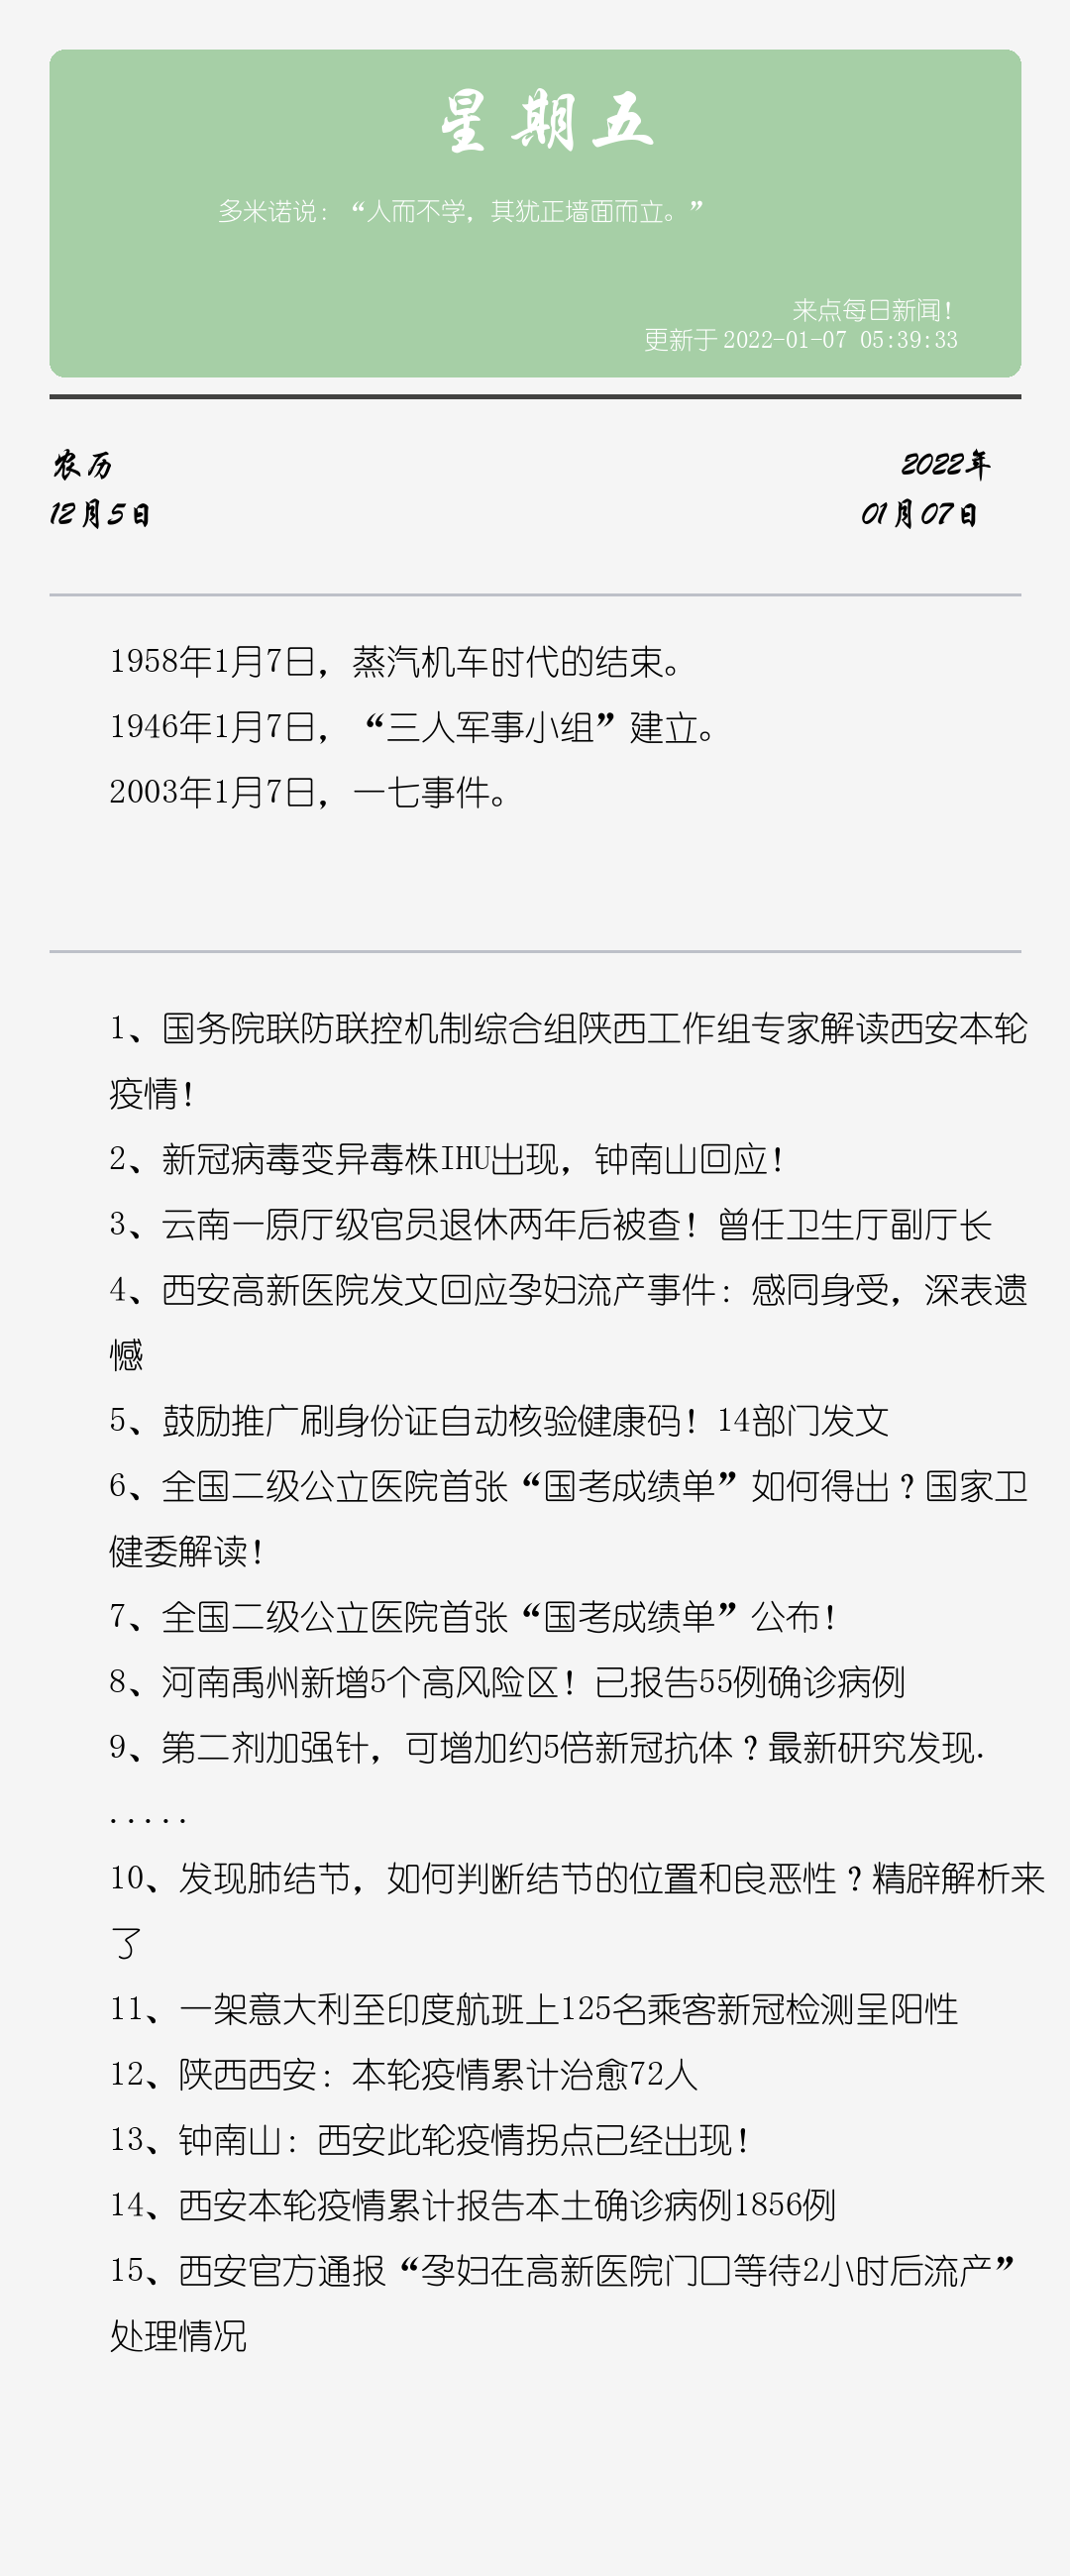 星期五
多米诺说：“人而不学，其犹正墙面而立。”
来点每日新闻！
更新于2022-01-07 05:39:33
农历
2022年
12月5日
01月07日
1958年1月7日，蒸汽机车时代的结束。
1946年1月7日，“三人军事小组”建立。
2003年1月7日，一七事件。
1、国务院联防联控机制综合组陕西工作组专家解读西安本轮
疫情！
2、新冠病毒变异毒株IHU出现，钟南山回应！
3、云南一原厅级官员退休两年后被查！曾任卫生厅副厅长
4、西安高新医院发文回应孕妇流产事件：感同身受，深表遗
憾
5、鼓励推广刷身份证自动核验健康码！14部门发文
6、全国二级公立医院首张“国考成绩单”如何得出？国家卫
健委解读！
7、全国二级公立医院首张“国考成绩单”公布！
8、河南禹州新增5个高风险区！已报告55例确诊病例
9、第二剂加强针，可增加约5倍新冠抗体？最新研究发现.
.....
10、发现肺结节，如何判断结节的位置和良恶性？精辟解析来
了
11、一架意大利至印度航班上125名乘客新冠检测呈阳性
12、陕西西安：本轮疫情累计治愈72人
13、钟南山：西安此轮疫情拐点已经出现！
14、西安本轮疫情累计报告本土确诊病例1856例
15、西安官方通报“孕妇在高新医院门口等待2小时后流产”
处理情况